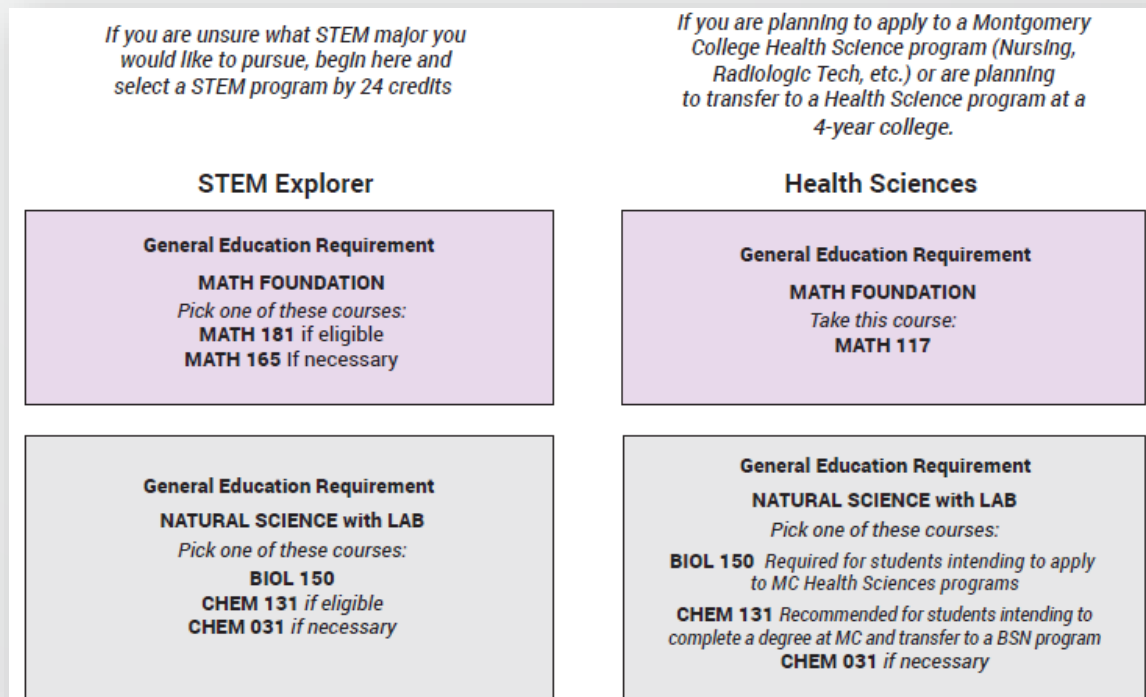 If you are unsure what STEM major you
would like to pursue, begin here and
select a STEM program by 24 credits
STEM Explorer
General Education Requirement
MATH FOUNDATION
Pick one of these courses:
MATH 181 if eligible
MATH 165 If necessary
General Education Requirement
NATURAL SCIENCE with LAB
Pick one of these courses:
BIOL 150
CHEM 131 if eligible
CHEM 031 if necessary
If you are planning to apply to a Montgomery
College Health Science program (Nursing,
Radiologic Tech, etc.) or are planning
to transfer to a Health Science program at a
4-year college.
Health Sciences
General Education Requirement
MATH FOUNDATION
Take this course:
MATH 117
General Education Requirement
NATURAL SCIENCE with LAB
Pick one of these courses:
BIOL 150 Required for students intending to apply
to MC Health Sciences programs
CHEM 131 Recommended for students intending to
complete a degree at MC and transfer to a BSN program
CHEM 031 if necessary